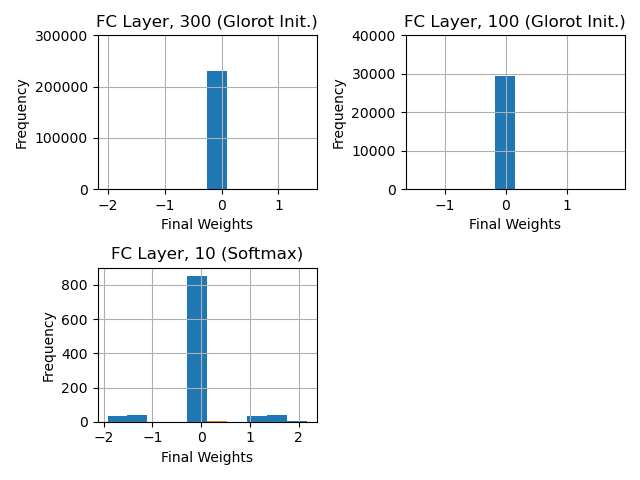 FC Layer, 300 (Glorot Init.)
300000
200000
100000
0
Frequency
−2 −1 0 1
Final Weights
FC Layer, 100 (Glorot Init.)
40000
30000
20000
10000
0
Frequency
−1 0 1
Final Weights
FC Layer, 10 (Softmax)
800
600
400
200
0
Frequency
−2 −1 0 1 2
Final Weights